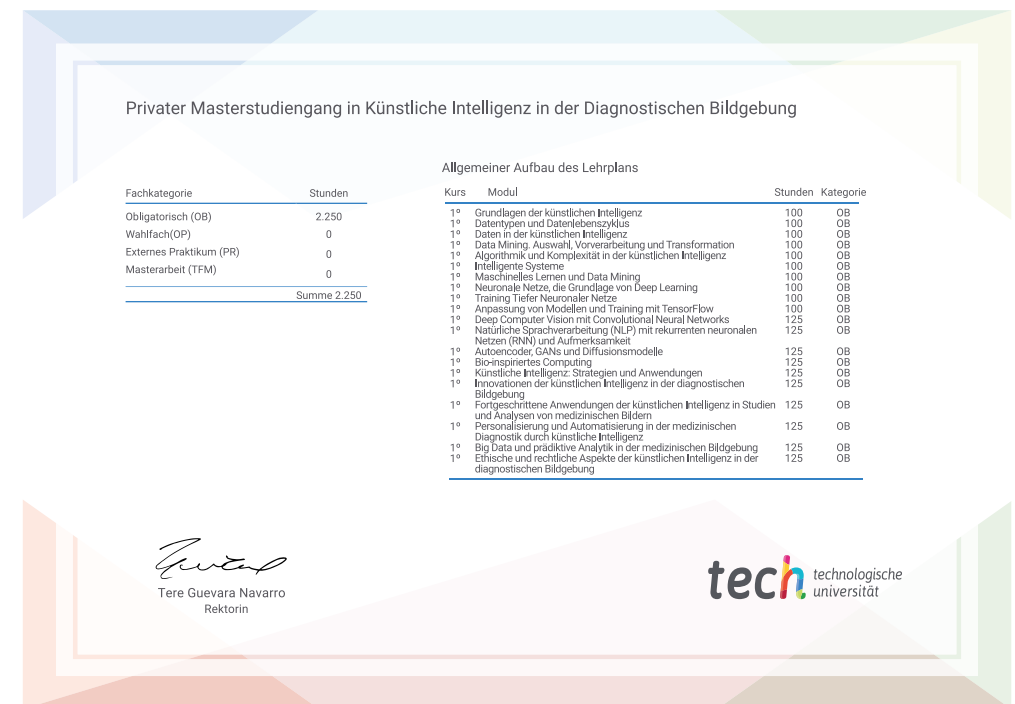 Privater Masterstudiengang in Künstliche Intelligenz in der Diagnostischen Bildgebung
Fachkategorie Stunden
Obligatorisch (OB) 2.250
Wahlfach(OP) 0
Externes Praktikum (PR) 0
Masterarbeit (TFM) 0
Summe 2.250
Allgemeiner Aufbau des Lehrplans
Kurs Modul Stunden Kategorie
1º Grundlagen der künstlichen Intelligenz 100 OB
1º Datentypen und Datenlebenszyklus 100 OB
1º Daten in der künstlichen Intelligenz 100 OB
1º Data Mining. Auswahl, Vorverarbeitung und Transformation 100 OB
1º Algorithmik und Komplexität in der künstlichen Intelligenz 100 OB
1º Intelligente Systeme 100 OB
1º Maschinelles Lernen und Data Mining 100 OB
1º Neuronale Netze, die Grundlage von Deep Learning 100 OB
1º Training Tiefer Neuronaler Netze 100 OB
1º Anpassung von Modellen und Training mit TensorFlow 100 OB
1º Deep Computer Vision mit Convolutional Neural Networks 125 OB
1º Natürliche Sprachverarbeitung (NLP) mit rekurrenten neuronalen 125 OB
Netzen (RNN) und Aufmerksamkeit
1º Autoencoder, GANs und Diffusionsmodelle 125 OB
1º Bio-inspiriertes Computing 125 OB
1º Künstliche Intelligenz: Strategien und Anwendungen 125 OB
1º Innovationen der künstlichen Intelligenz in der diagnostischen 125 OB
Bildgebung
1º Fortgeschrittene Anwendungen der künstlichen Intelligenz in Studien 125 OB
und Analysen von medizinischen Bildern
1º Personalisierung und Automatisierung in der medizinischen 125 OB
Diagnostik durch künstliche Intelligenz
1º Big Data und prädiktive Analytik in der medizinischen Bildgebung 125 OB
1º Ethische und rechtliche Aspekte der künstlichen Intelligenz in der 125 OB
diagnostischen Bildgebung
Tere Guevara Navarro
Rektorin
tech technologische
universität